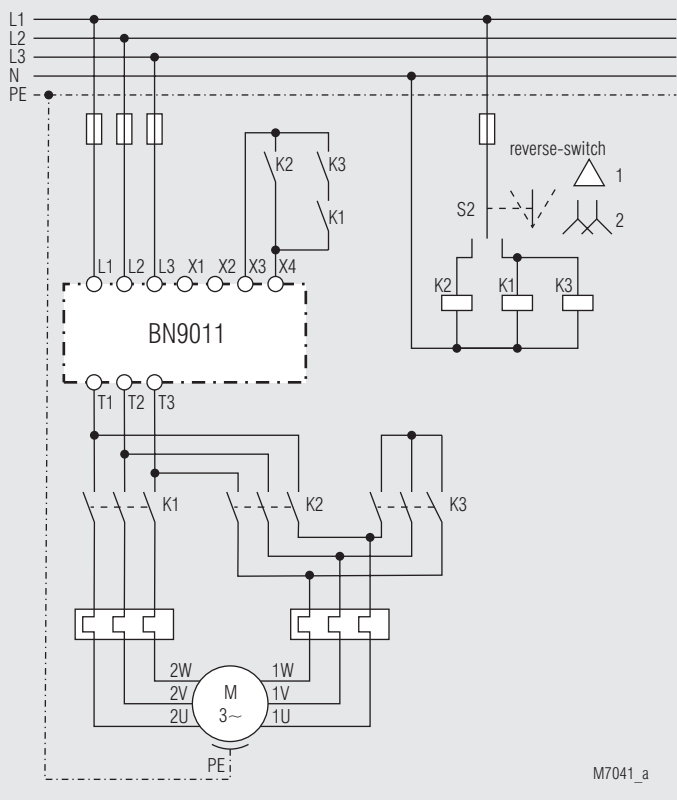 L1
L2
L3
N
PE
K2 K3
K1
reverse-switch
1
S2
2
L1 L2 L3 X1 X2 X3 X4
K2 K1 K3
BN9011
T1 T2 T3
K1 K2 K3
2W 1W
2V M 1V
2U 3~ 1U
PE
M7041_a